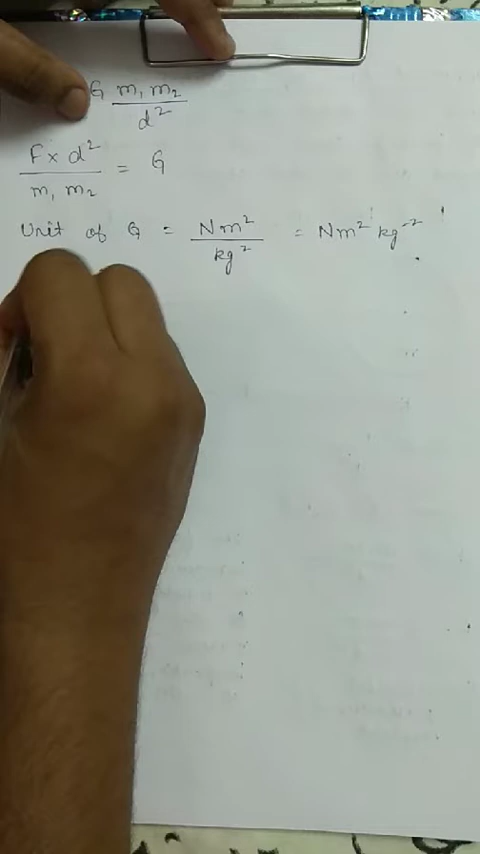 G m₁ m₂ / d²
F × d² / m₁ m₂ = G
Unit of G = Nm² / kg² = Nm² kg⁻²